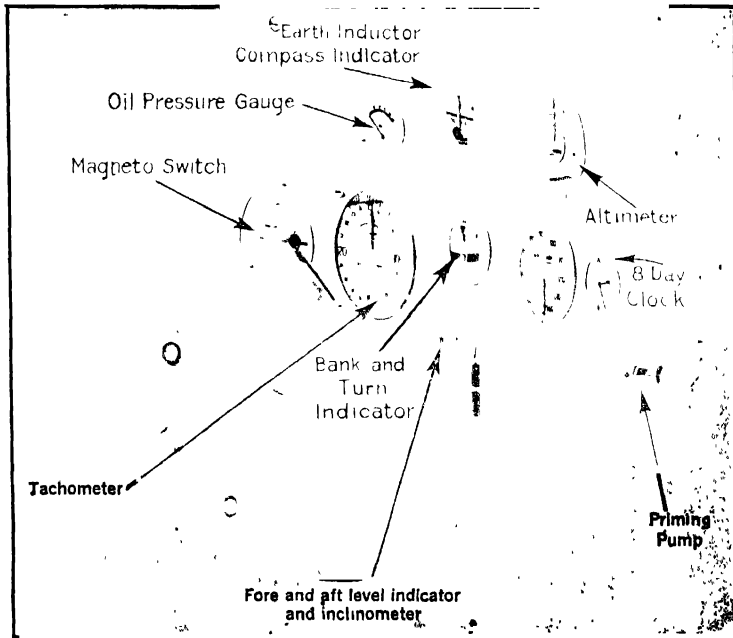 Earth Inductor
Compass Indicator
Oil Pressure Gauge
Magneto Switch
Altimeter
8 Day
Clock
Bank and
Turn
Indicator
Tachometer
Priming
Pump
Fore and aft level indicator
and inclinometer